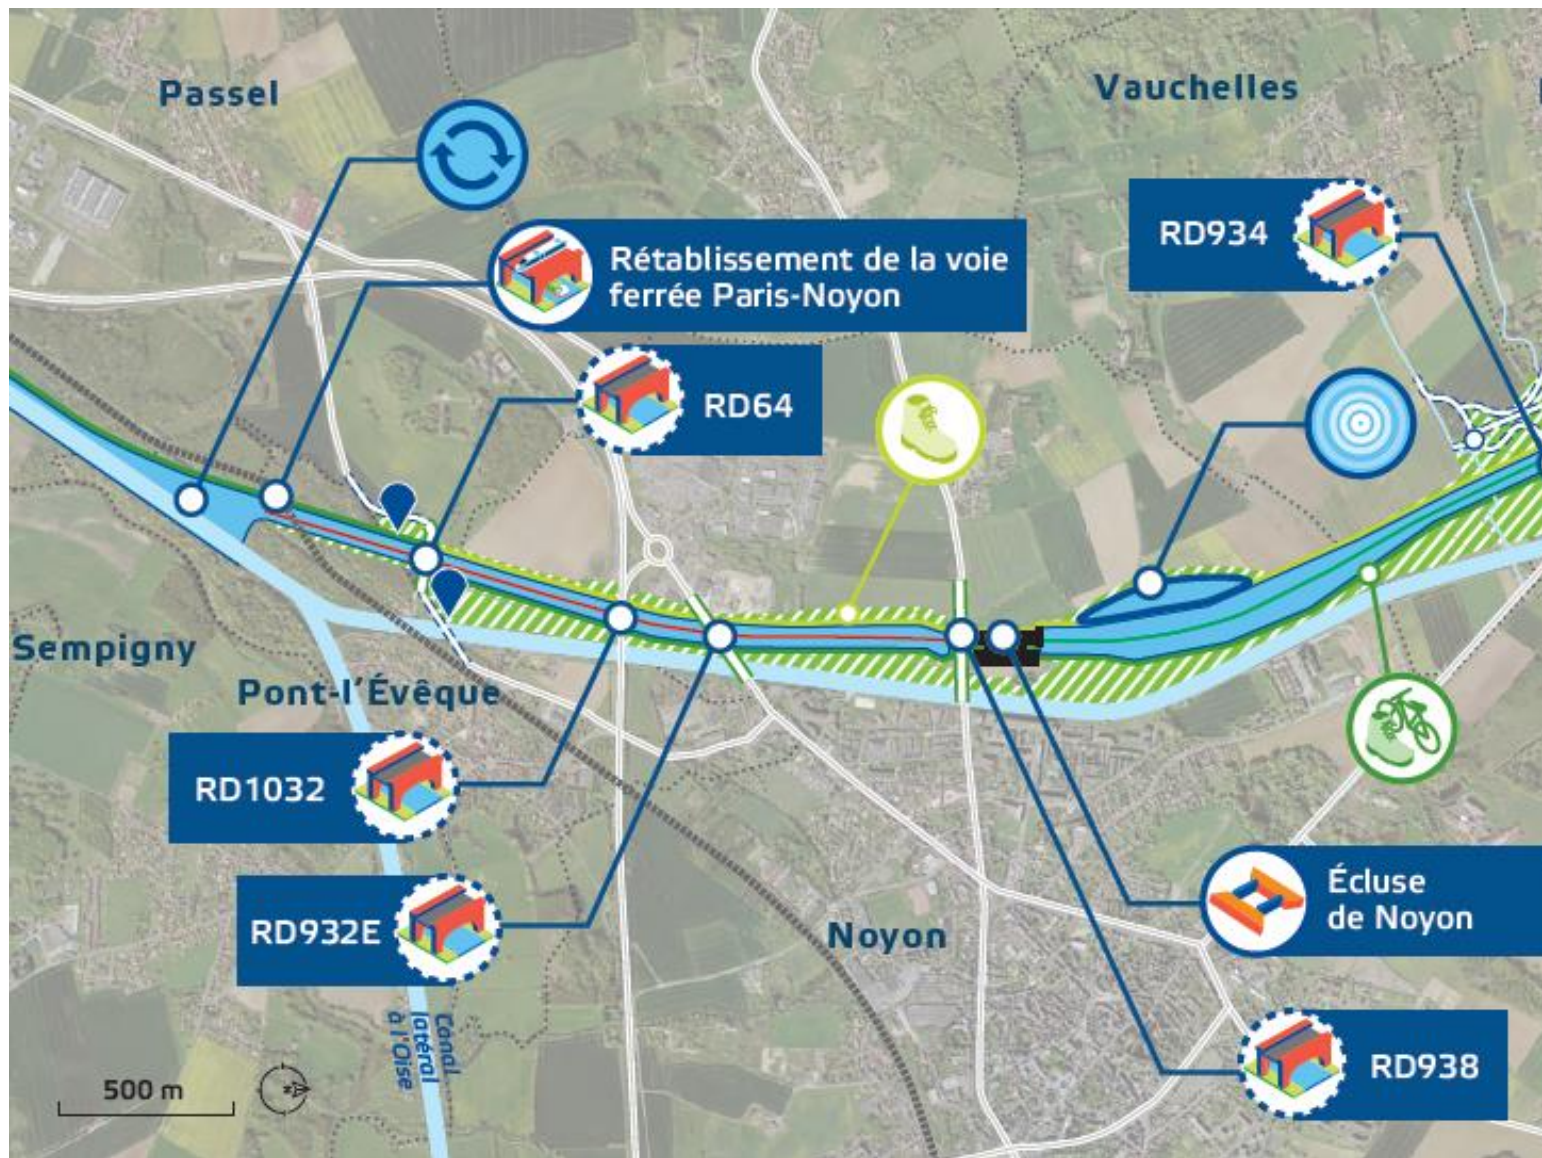 Passel
Vauchelles
RD934
Rétablissement de la voie
ferrée Paris-Noyon
RD64
Sempigny
Pont-l'Évêque
RD1032
Écluse
de Noyon
RD932E
Noyon
Canal
latéral
à l'Oise
RD938
500 m